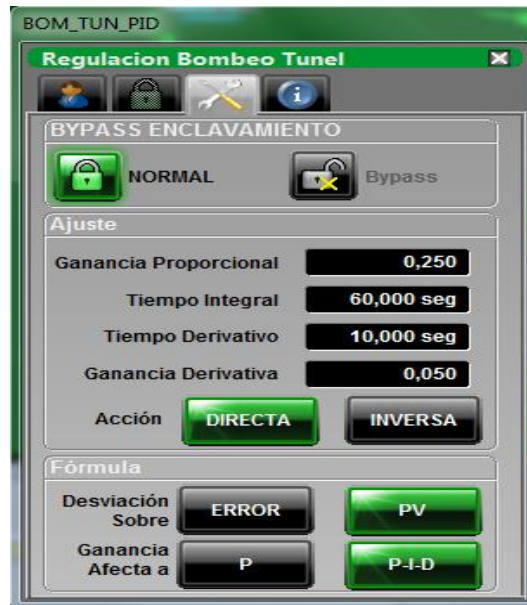 BOM_TUN_PID
Regulacion Bombeo Tunel
BYPASS ENCLAVAMIENTO
NORMAL Bypass
Ajuste
Ganancia Proporcional 0,250
Tiempo Integral 60,000 seg
Tiempo Derivativo 10,000 seg
Ganancia Derivativa 0,050
Acción DIRECTA INVERSA
Fórmula
Desviación
Sobre ERROR PV
Ganancia
Afecta a P P-I-D